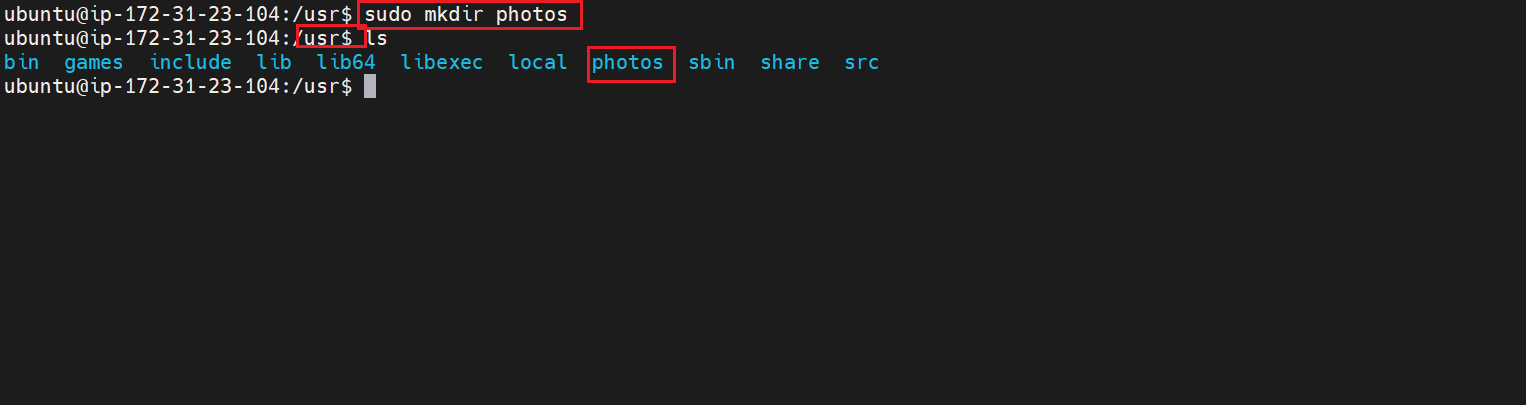 ubuntu@ip-172-31-23-104:/usr$ sudo mkdir photos
ubuntu@ip-172-31-23-104:/usr$ ls
bin games include lib lib64 libexec local photos sbin share src
ubuntu@ip-172-31-23-104:/usr$